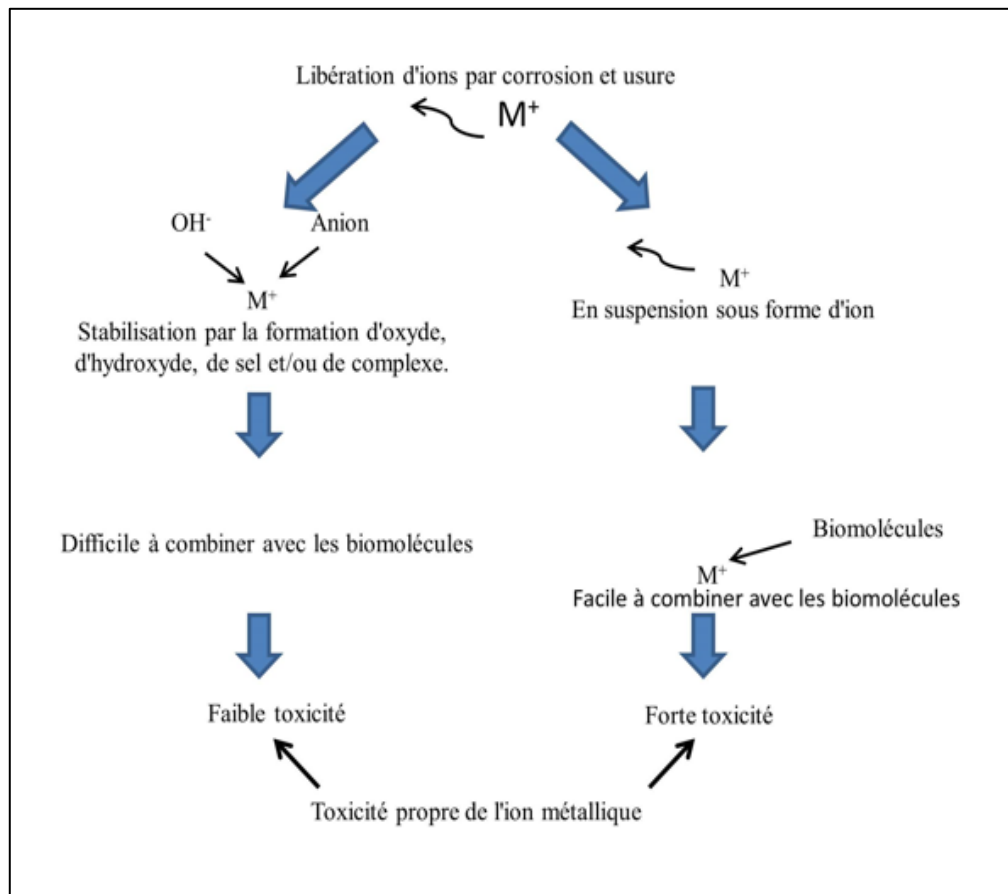 Libération d'ions par corrosion et usure
M⁺
OH⁻
Anion
M⁺
Stabilisation par la formation d'oxyde,
d'hydroxyde, de sel et/ou de complexe.
M⁺
En suspension sous forme d'ion
Difficile à combiner avec les biomolécules
Biomolécules
M⁺
Facile à combiner avec les biomolécules
Faible toxicité
Forte toxicité
Toxicité propre de l'ion métallique